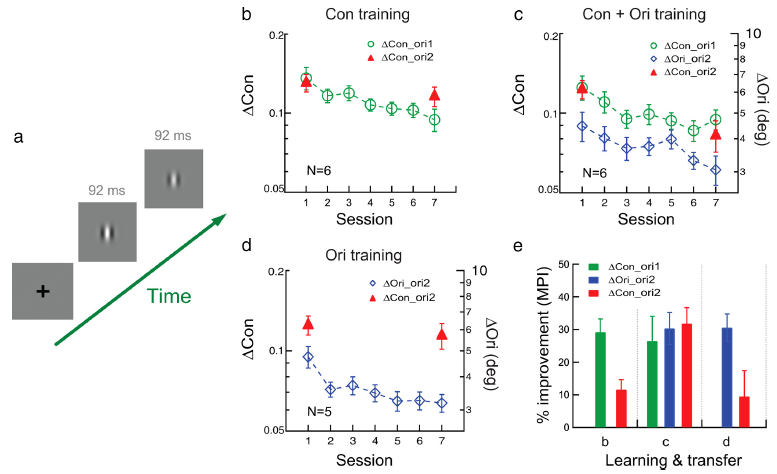 a
92 ms
92 ms
+
Time
b
Con training
0.2
0.1
0.05
ΔCon
ΔCon_ori1
ΔCon_ori2
N=6
1 2 3 4 5 6 7
Session
c
Con + Ori training
0.2
0.1
0.05
ΔCon
ΔCon_ori1
ΔOri_ori2
ΔCon_ori2
N=6
10
9
8
7
6
5
4
3
ΔOri (deg)
1 2 3 4 5 6 7
Session
d
Ori training
0.2
0.1
0.05
ΔCon
ΔOri_ori2
ΔCon_ori2
N=5
10
9
8
7
6
5
4
3
ΔOri (deg)
1 2 3 4 5 6 7
Session
e
50
40
30
20
10
0
% improvement (MPI)
ΔCon_ori1
ΔOri_ori2
ΔCon_ori2
b c d
Learning & transfer